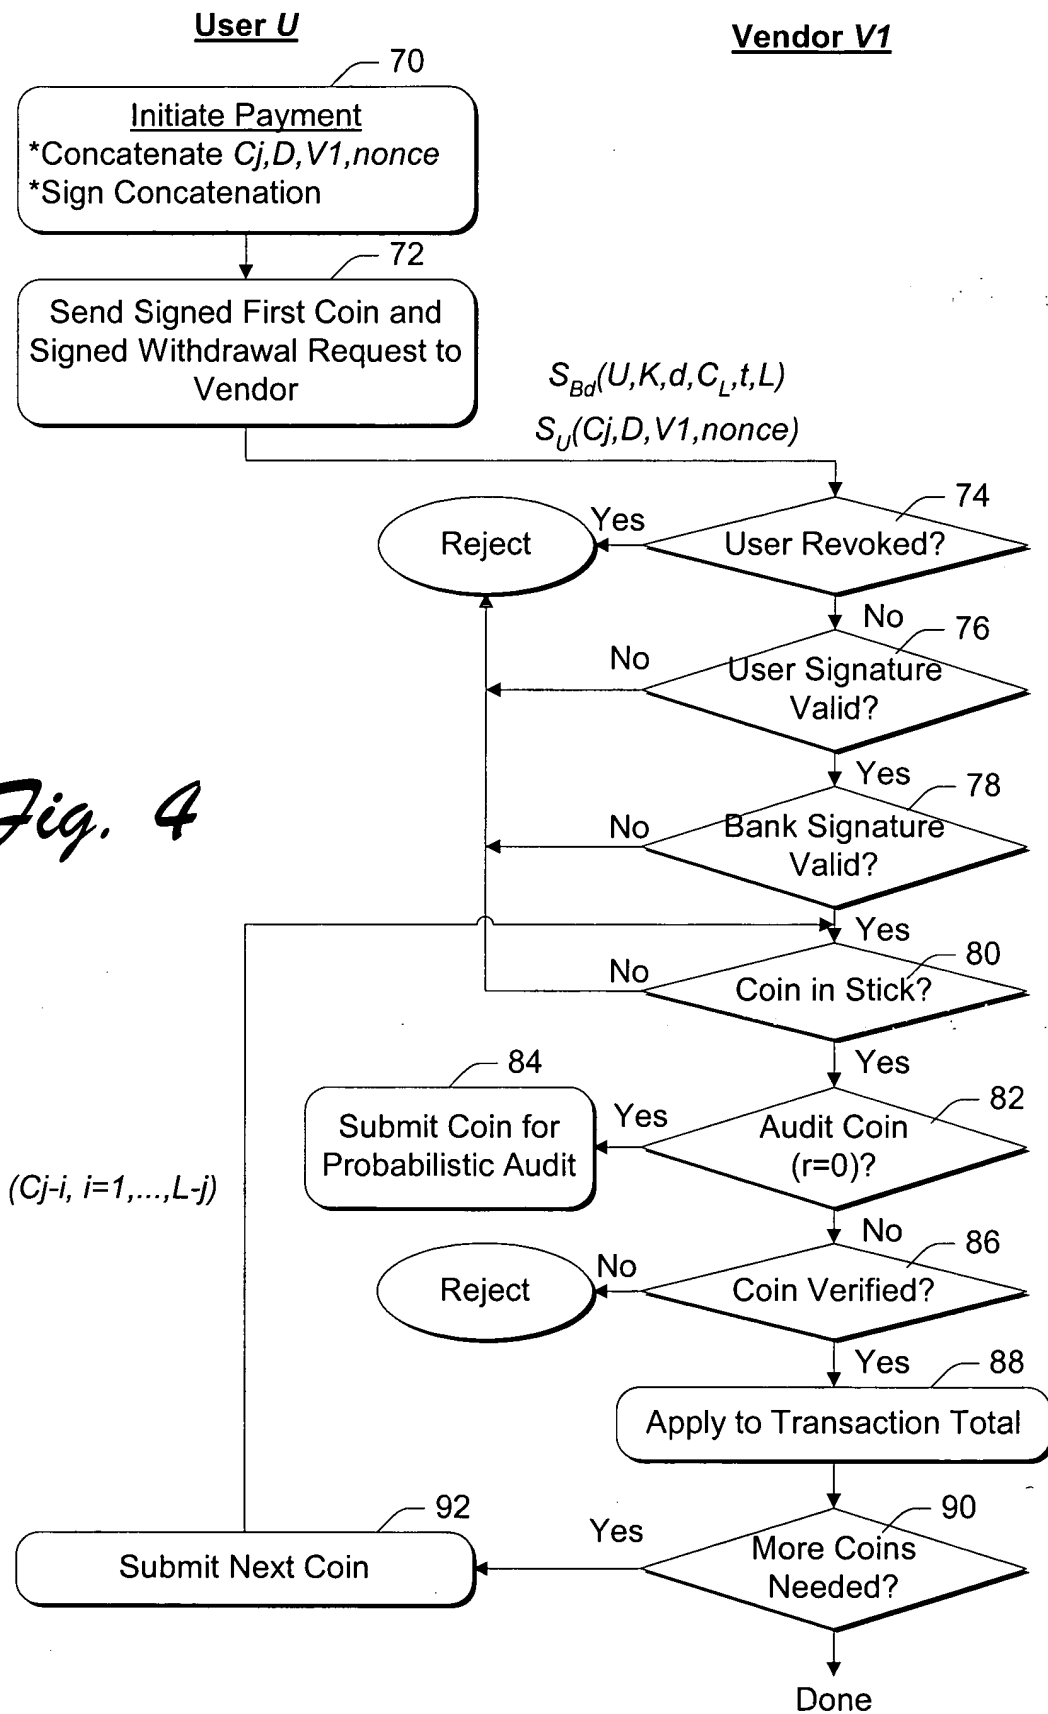 User U
Vendor V1
70
Initiate Payment
*Concatenate Cj,D,V1,nonce
*Sign Concatenation
72
Send Signed First Coin and
Signed Withdrawal Request to
Vendor
S_Bd(U,K,d,C_L,t,L)
S_U(Cj,D,V1,nonce)
74
User Revoked?
Yes
Reject
No
76
User Signature
Valid?
No
Yes
Fig. 4
78
Bank Signature
Valid?
No
Yes
80
Coin in Stick?
No
Yes
82
Audit Coin
(r=0)?
Yes
84
Submit Coin for
Probabilistic Audit
(Cj-i, i=1,...,L-j)
No
86
Coin Verified?
No
Reject
Yes
88
Apply to Transaction Total
90
More Coins
Needed?
Yes
92
Submit Next Coin
Done